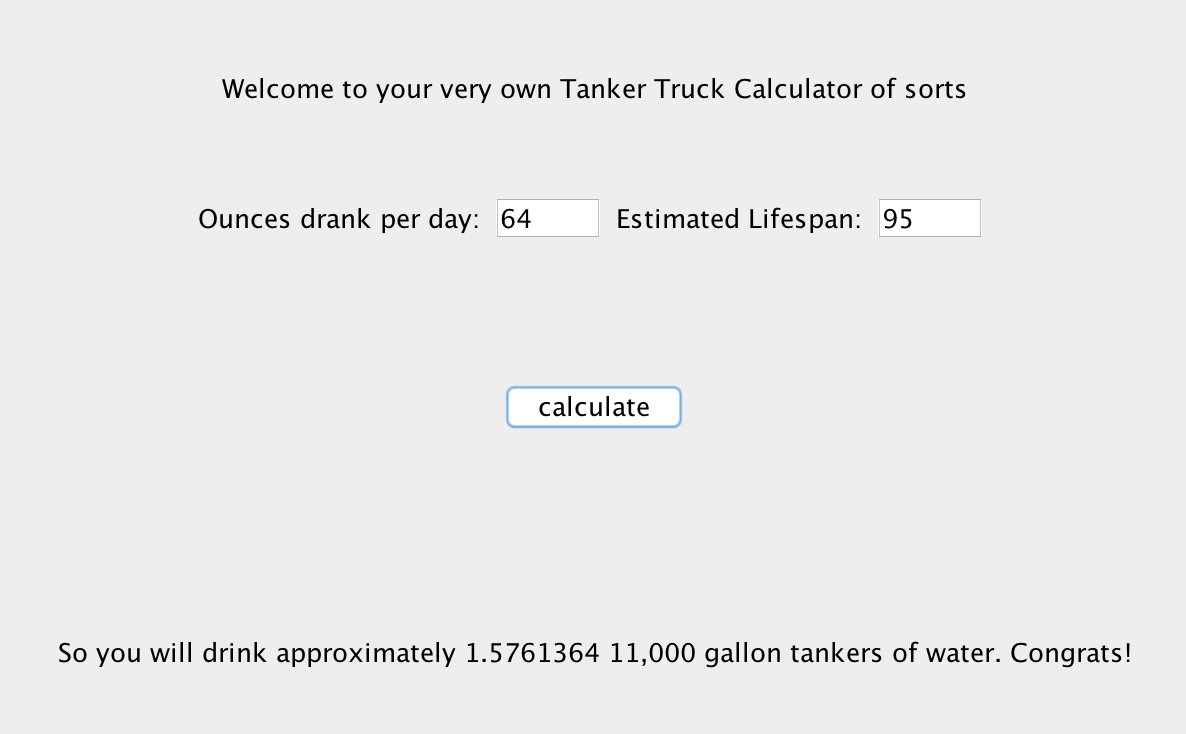 Welcome to your very own Tanker Truck Calculator of sorts
Ounces drank per day: 64 Estimated Lifespan: 95
calculate
So you will drink approximately 1.5761364 11,000 gallon tankers of water. Congrats!